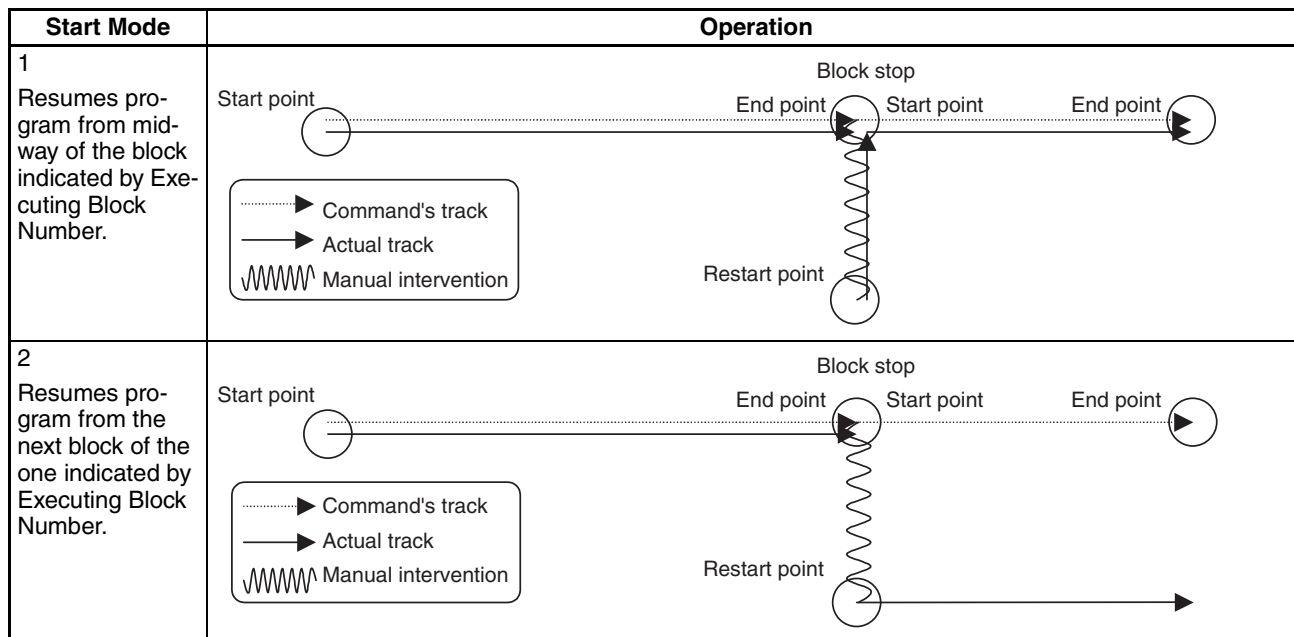 Start Mode
Operation
1
Resumes pro-
gram from mid-
way of the block
indicated by Exe-
cuting Block
Number.
Block stop
Start point
End point
Start point
End point
Command's track
Actual track
Manual intervention
Restart point
2
Resumes pro-
gram from the
next block of the
one indicated by
Executing Block
Number.
Block stop
Start point
End point
Start point
End point
Command's track
Actual track
Manual intervention
Restart point